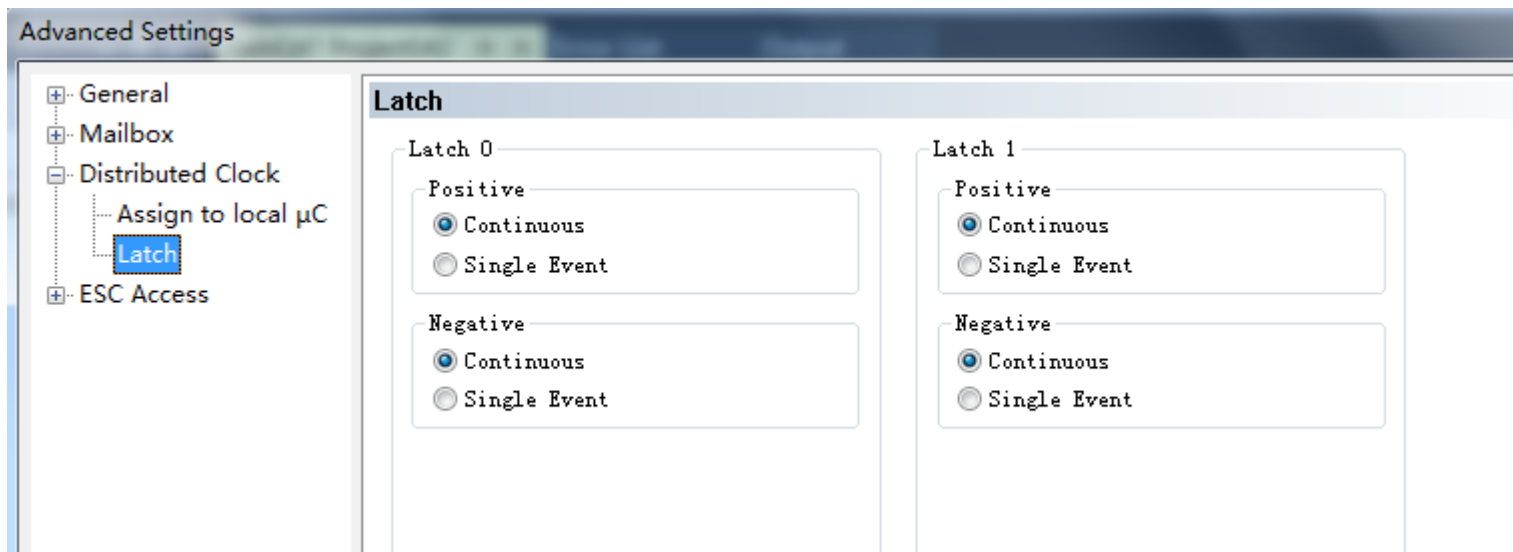 Advanced Settings
General
Mailbox
Distributed Clock
Assign to local μC
Latch
ESC Access
Latch
Latch 0
Positive
Continuous
Single Event
Negative
Continuous
Single Event
Latch 1
Positive
Continuous
Single Event
Negative
Continuous
Single Event